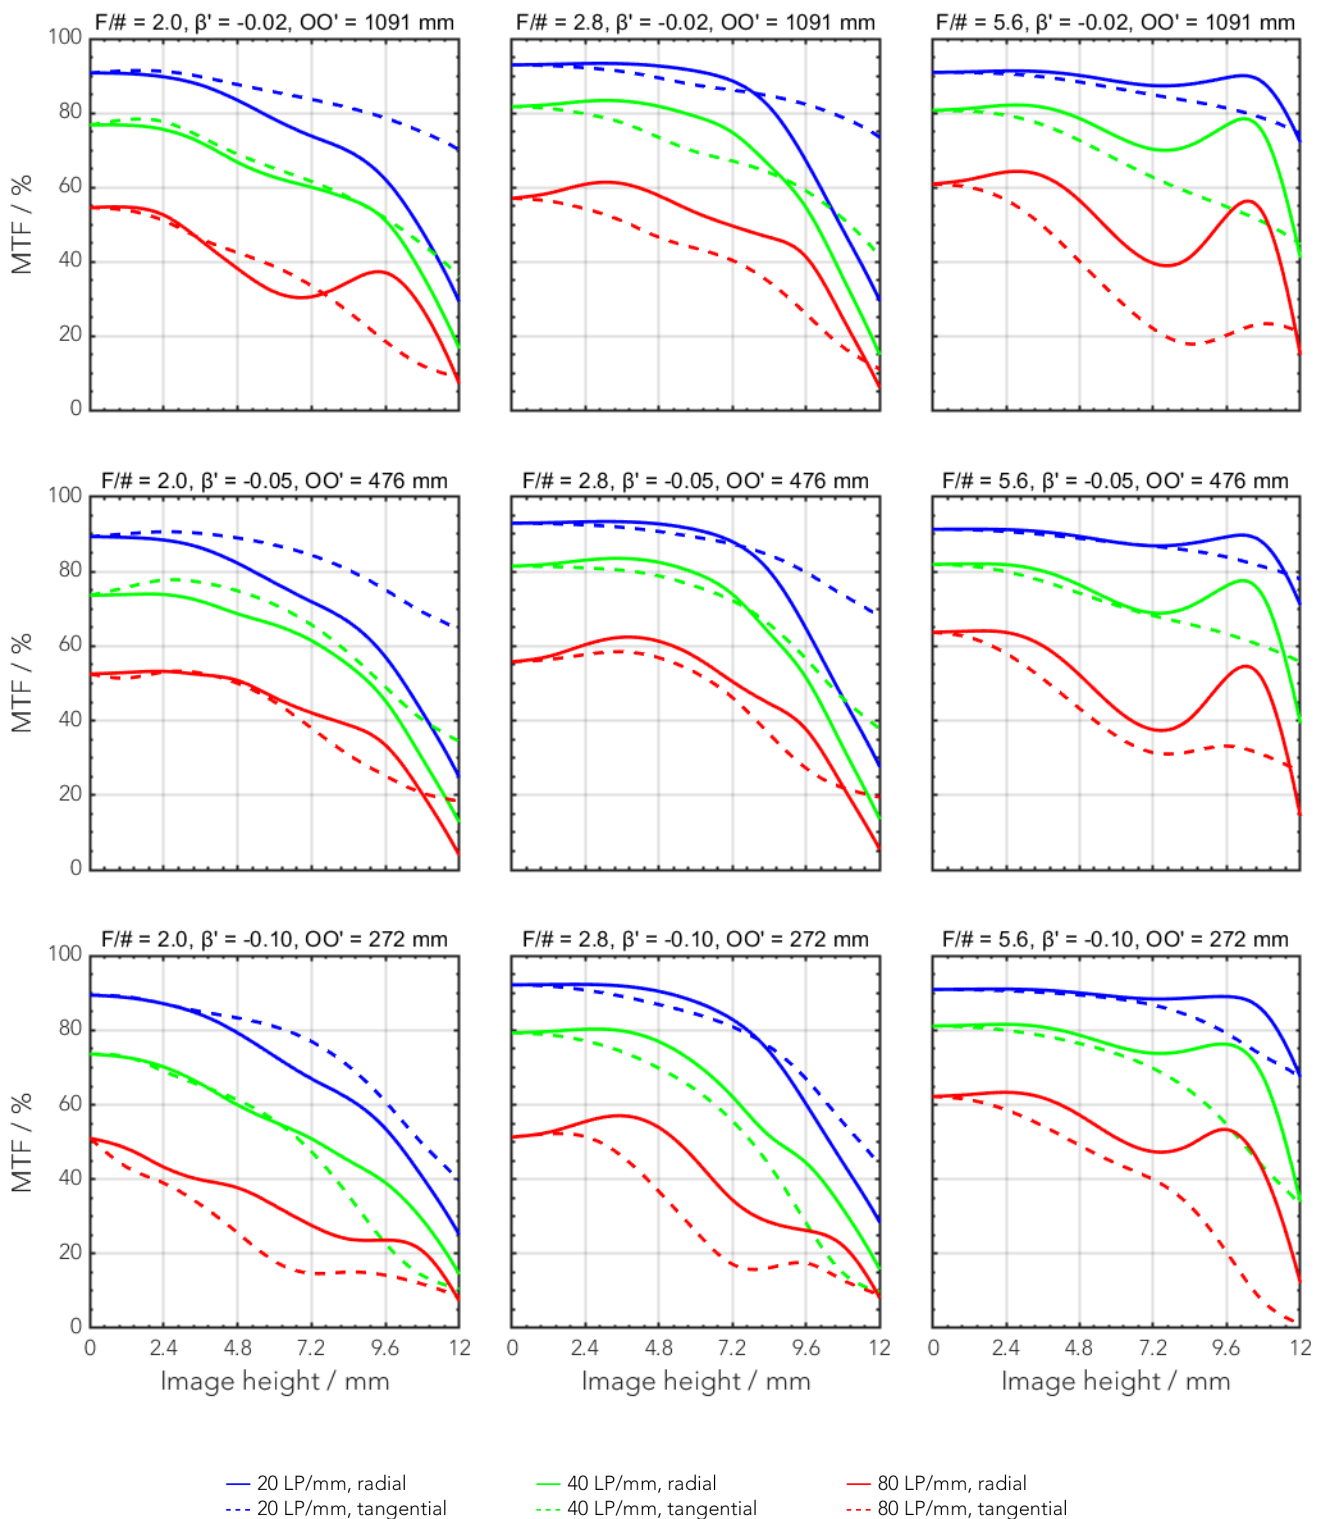 F/# = 2.0, β' = -0.02, OO' = 1091 mm
F/# = 2.8, β' = -0.02, OO' = 1091 mm
F/# = 5.6, β' = -0.02, OO' = 1091 mm
100
80
60
40
20
0
MTF / %
F/# = 2.0, β' = -0.05, OO' = 476 mm
F/# = 2.8, β' = -0.05, OO' = 476 mm
F/# = 5.6, β' = -0.05, OO' = 476 mm
100
80
60
40
20
0
MTF / %
F/# = 2.0, β' = -0.10, OO' = 272 mm
F/# = 2.8, β' = -0.10, OO' = 272 mm
F/# = 5.6, β' = -0.10, OO' = 272 mm
100
80
60
40
20
0
MTF / %
0 2.4 4.8 7.2 9.6 12
0 2.4 4.8 7.2 9.6 12
0 2.4 4.8 7.2 9.6 12
Image height / mm
Image height / mm
Image height / mm
20 LP/mm, radial
40 LP/mm, radial
80 LP/mm, radial
20 LP/mm, tangential
40 LP/mm, tangential
80 LP/mm, tangential